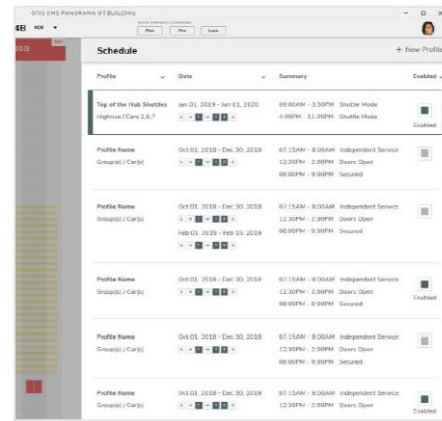 OTIS EMS PANORAMA II | BUILDING
Fire
Schedule
+ New Profile
Profile Date Summary Enabled
Top of the Hub Shuttles Jan 01, 2019 - Jan 01, 2020 09:00AM - 3:59PM Shuttle Mode
Highrise / Cars 2,6,7 4:00PM - 11:30PM Shuttle Mode
Enabled
Profile Name Oct 01, 2018 - Dec 30, 2018 07:15AM - 8:00AM Independent Service
Group(s) / Car(s) 12:30PM - 2:00PM Doors Open
08:00PM - 9:00PM Secured
Profile Name Oct 01, 2018 - Dec 30, 2018 07:15AM - 8:00AM Independent Service
Group(s) / Car(s) 12:30PM - 2:00PM Doors Open
Feb 01, 2019 - Feb 15, 2019 08:00PM - 9:00PM Secured
Profile Name Oct 01, 2018 - Dec 30, 2018 07:15AM - 8:00AM Independent Service
Group(s) / Car(s) 12:30PM - 2:00PM Doors Open
Enabled
08:00PM - 9:00PM Secured
Profile Name Oct 01, 2018 - Dec 30, 2018 07:15AM - 8:00AM Independent Service
Group(s) / Car(s) 12:30PM - 2:00PM Doors Open
08:00PM - 9:00PM Secured
Profile Name Oct 01, 2018 - Dec 30, 2018 07:15AM - 8:00AM Independent Service
Group(s) / Car(s) 12:30PM - 2:00PM Doors Open
Enabled